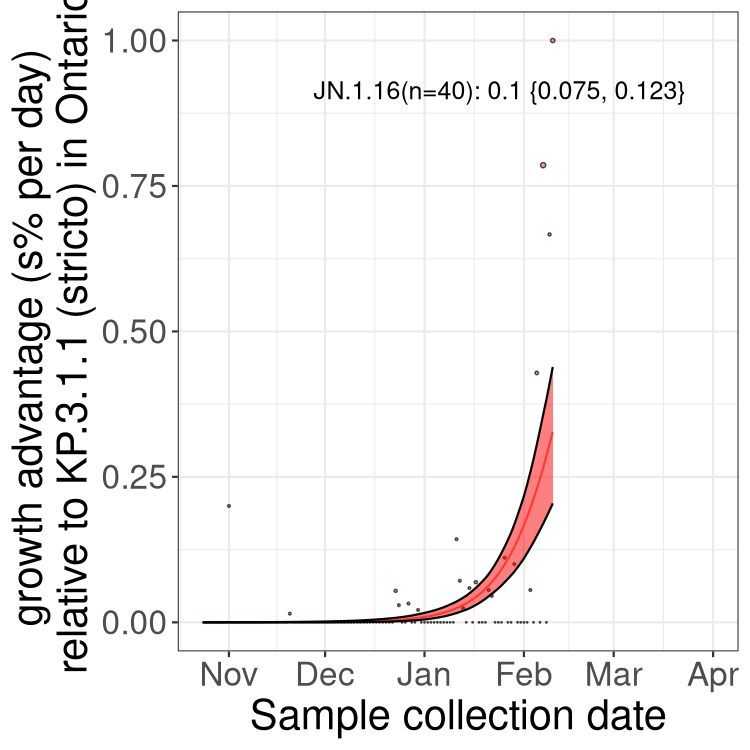 growth advantage (s% per day)
relative to KP.3.1.1 (stricto) in Ontario
1.00
0.75
0.50
0.25
0.00
JN.1.16(n=40): 0.1 {0.075, 0.123}
Nov Dec Jan Feb Mar Apr
Sample collection date